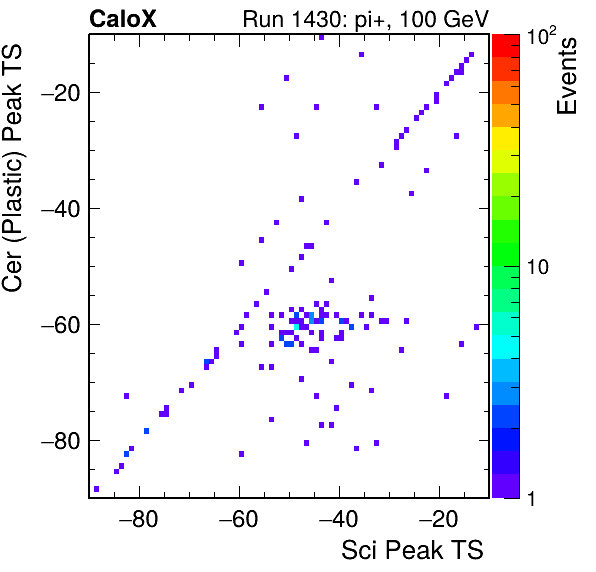 CaloX Run 1430: pi+, 100 GeV
Cer (Plastic) Peak TS
−20
−40
−60
−80
−80 −60 −40 −20
Sci Peak TS
10²
10
1
Events